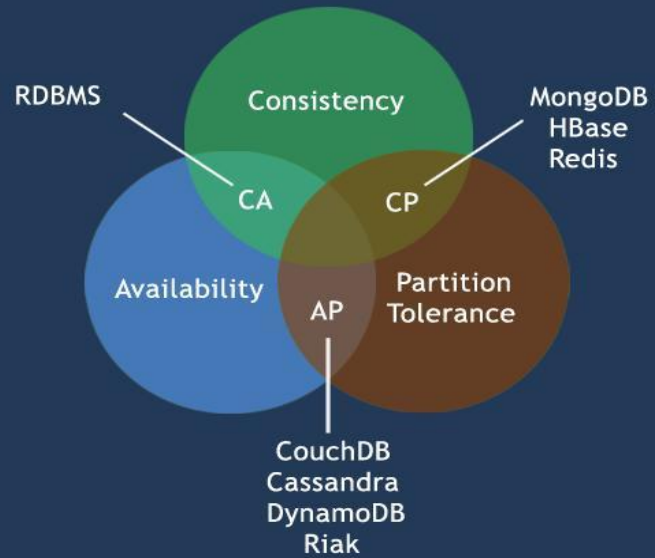 RDBMS
Consistency
MongoDB
HBase
Redis
CA
CP
Availability
Partition
Tolerance
AP
CouchDB
Cassandra
DynamoDB
Riak